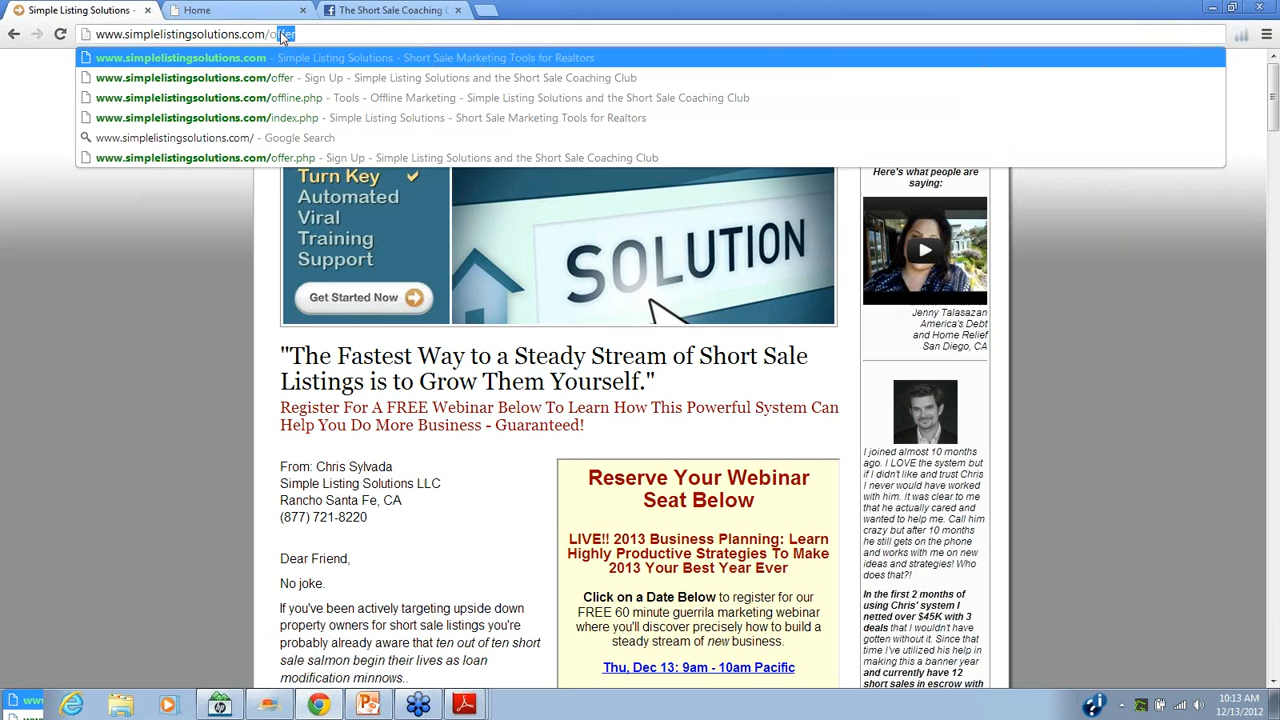 Simple Listing Solutions -
Home
The Short Sale Coaching C
www.simplelistingsolutions.com/offer
www.simplelistingsolutions.com - Simple Listing Solutions - Short Sale Marketing Tools for Realtors
www.simplelistingsolutions.com/offer - Sign Up - Simple Listing Solutions and the Short Sale Coaching Club
www.simplelistingsolutions.com/offline.php - Tools - Offline Marketing - Simple Listing Solutions and the Short Sale Coaching Club
www.simplelistingsolutions.com/index.php - Simple Listing Solutions - Short Sale Marketing Tools for Realtors
www.simplelistingsolutions.com/ - Google Search
www.simplelistingsolutions.com/offer.php - Sign Up - Simple Listing Solutions and the Short Sale Coaching Club
Turn Key
Automated
Viral
Training
Support
Get Started Now
SOLUTION
"The Fastest Way to a Steady Stream of Short Sale
Listings is to Grow Them Yourself."
Register For A FREE Webinar Below To Learn How This Powerful System Can
Help You Do More Business - Guaranteed!
From: Chris Sylvada
Simple Listing Solutions LLC
Rancho Santa Fe, CA
(877) 721-8220
Dear Friend,
No joke.
If you've been actively targeting upside down
property owners for short sale listings you're
probably already aware that ten out of ten short
sale salmon begin their lives as loan
modification minnows..
Reserve Your Webinar
Seat Below
LIVE!! 2013 Business Planning: Learn
Highly Productive Strategies To Make
2013 Your Best Year Ever
Click on a Date Below to register for our
FREE 60 minute guerrila marketing webinar
where you'll discover precisely how to build a
steady stream of new business.
Thu, Dec 13: 9am - 10am Pacific
Here's what people are
saying:
Jenny Talasazan
America's Debt
and Home Relief
San Diego, CA
I joined almost 10 months
ago. I LOVE the system but
if I didn't like and trust Chris
I never would have worked
with him. It was clear to me
that he actually cared and
wanted to help me. Call him
crazy but after 10 months
he still gets on the phone
and works with me on new
ideas and strategies! Who
does that?!
In the first 2 months of
using Chris' system I
netted over $45K with 3
deals that I wouldn't have
gotten without it. Since that
time I've utilized his help in
making this a banner year
and currently have 12
short sales in escrow with
www
10:13 AM
12/13/2012